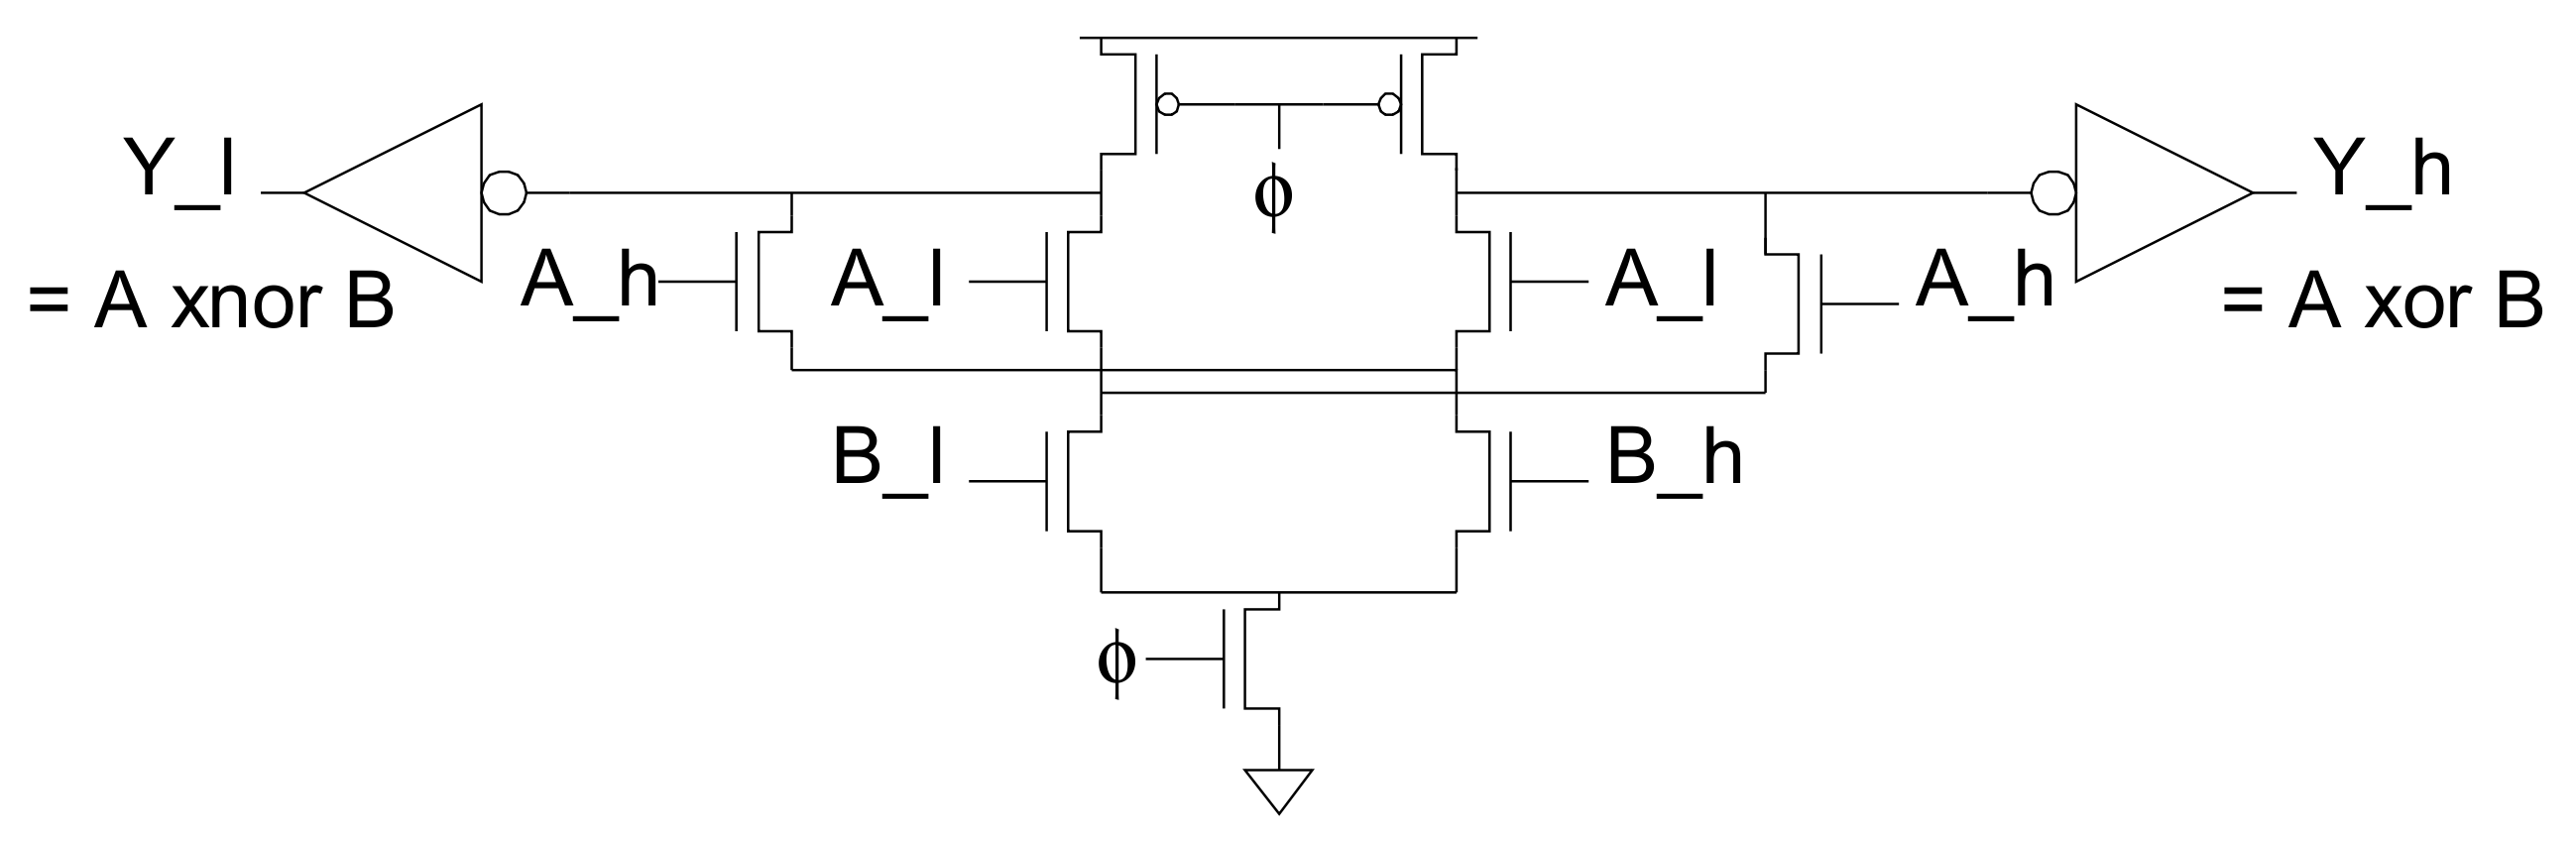 Y_l
= A xnor B
A_h
A_l
ϕ
A_l
A_h
Y_h
= A xor B
B_l
B_h
ϕ